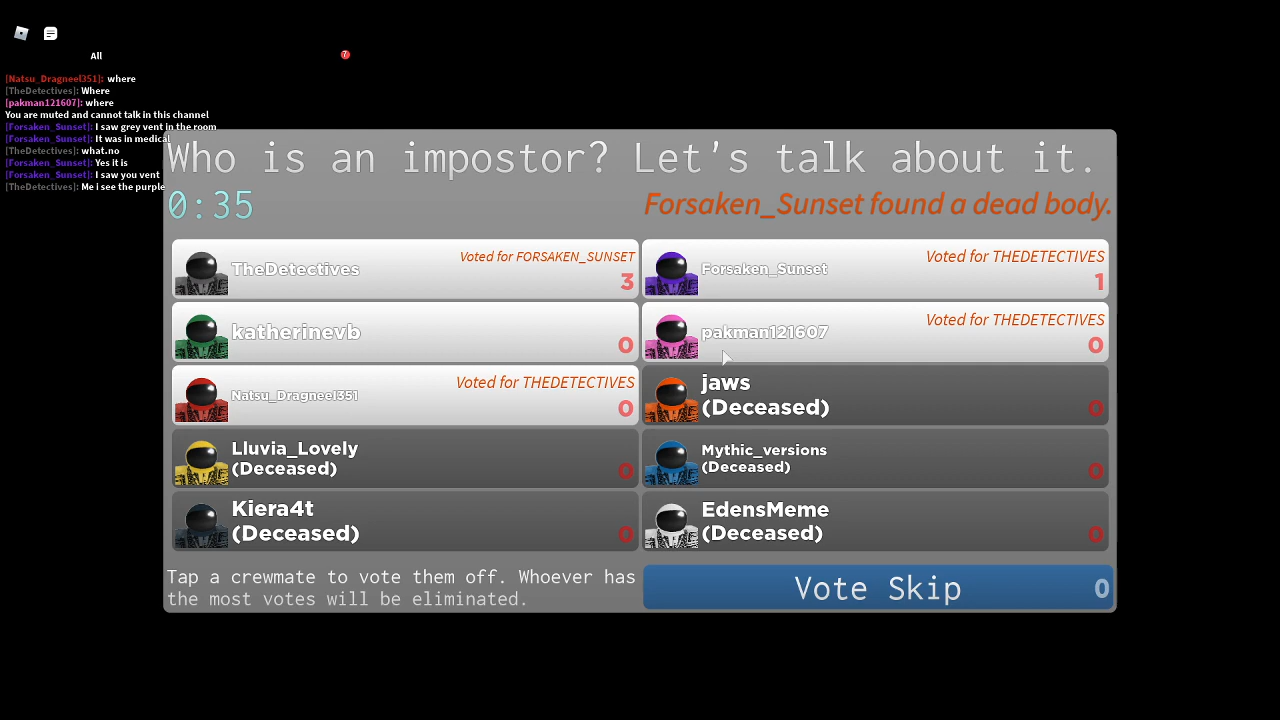 All
7
[Natsu_Dragneel351]: where
[TheDetectives]: Where
[pakman121607]: where
You are muted and cannot talk in this channel
[Forsaken_Sunset]: I saw grey vent in the room
[Forsaken_Sunset]: It was in medical
[TheDetectives]: what.no
[Forsaken_Sunset]: Yes it is
[Forsaken_Sunset]: I saw you vent
[TheDetectives]: Me i see the purple
Who is an impostor? Let's talk about it.
0:35
Forsaken_Sunset found a dead body.
TheDetectives
Voted for FORSAKEN_SUNSET
3
Forsaken_Sunset
Voted for THEDETECTIVES
1
katherinevb
0
pakman121607
Voted for THEDETECTIVES
0
Natsu_Dragneel351
Voted for THEDETECTIVES
0
jaws
(Deceased)
0
Lluvia_Lovely
(Deceased)
0
Mythic_versions
(Deceased)
0
Kiera4t
(Deceased)
0
EdensMeme
(Deceased)
0
Tap a crewmate to vote them off. Whoever has
the most votes will be eliminated.
Vote Skip
0